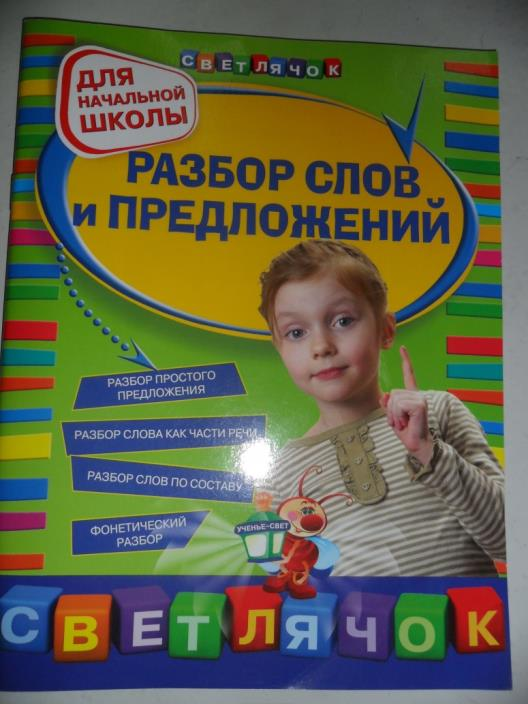 СВЕТЛЯЧОК
ДЛЯ
НАЧАЛЬНОЙ
ШКОЛЫ
РАЗБОР СЛОВ
и ПРЕДЛОЖЕНИЙ
РАЗБОР ПРОСТОГО
ПРЕДЛОЖЕНИЯ
РАЗБОР СЛОВА КАК ЧАСТИ РЕЧИ
РАЗБОР СЛОВ ПО СОСТАВУ
ФОНЕТИЧЕСКИЙ
РАЗБОР
УЧЕНЬЕ-СВЕТ
СВЕТЛЯЧОК